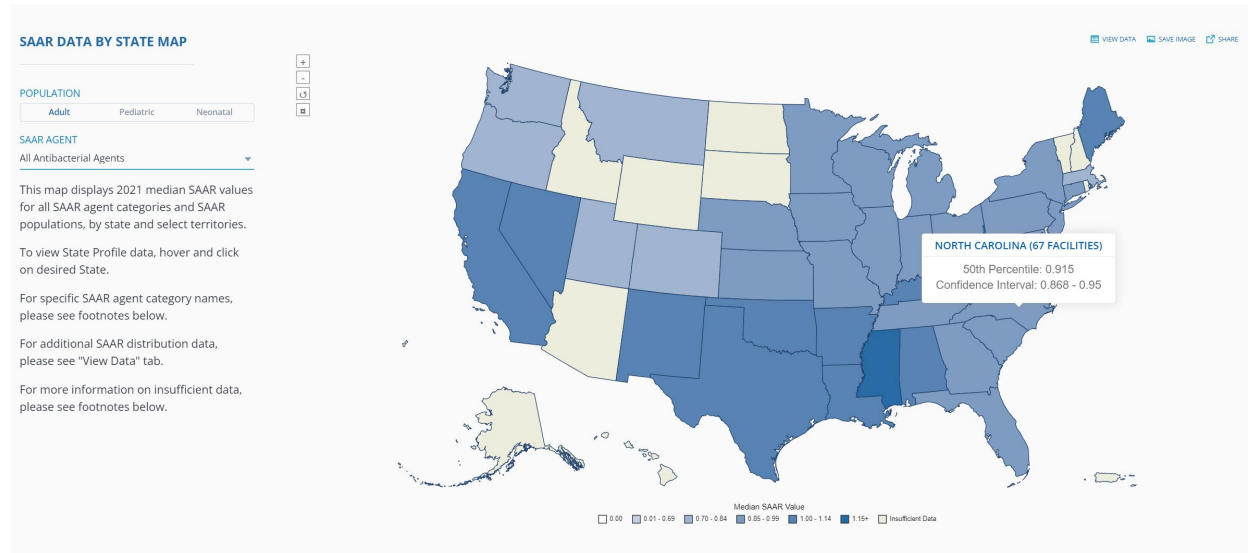 SAAR DATA BY STATE MAP
VIEW DATA SAVE IMAGE SHARE
+
-
POPULATION
Adult Pediatric Neonatal
SAAR AGENT
All Antibacterial Agents
This map displays 2021 median SAAR values
for all SAAR agent categories and SAAR
populations, by state and select territories.
To view State Profile data, hover and click
on desired State.
For specific SAAR agent category names,
please see footnotes below.
For additional SAAR distribution data,
please see "View Data" tab.
For more information on insufficient data,
please see footnotes below.
NORTH CAROLINA (67 FACILITIES)
50th Percentile: 0.915
Confidence Interval: 0.868 - 0.95
Median SAAR Value
0.00 0.01 - 0.69 0.70 - 0.84 0.85 - 0.99 1.00 - 1.14 1.15+ Insufficient Data